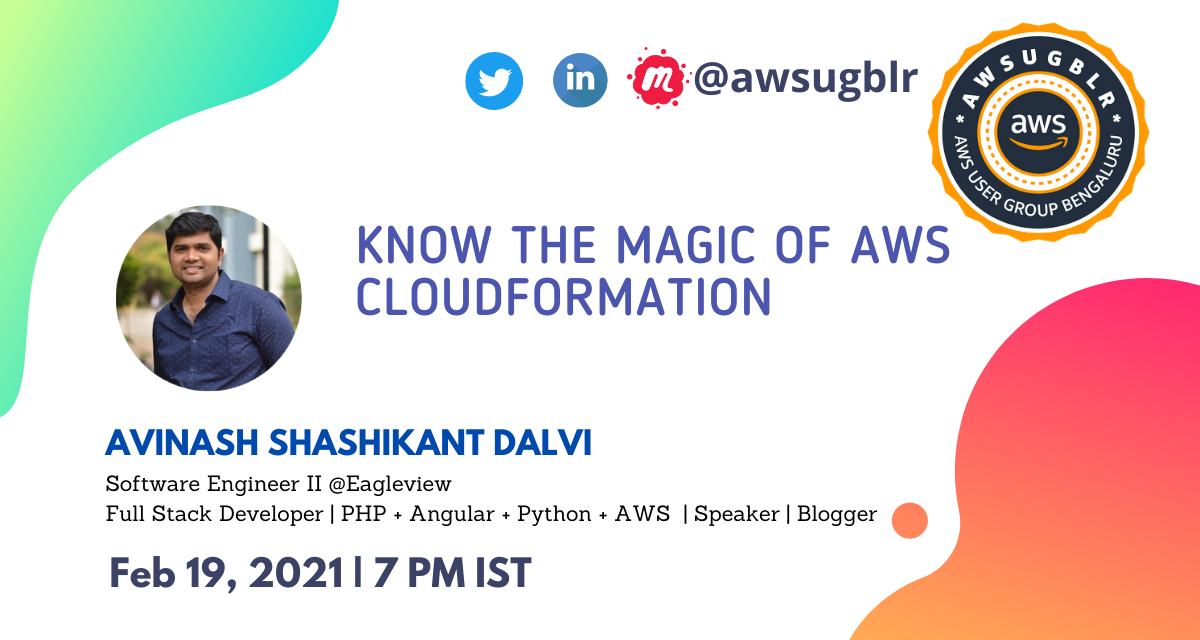 in
m
@awsugblr
* AWSUGBLR *
aws
AWS USER GROUP BENGALURU
KNOW THE MAGIC OF AWS
CLOUDFORMATION
AVINASH SHASHIKANT DALVI
Software Engineer II @Eagleview
Full Stack Developer | PHP + Angular + Python + AWS | Speaker | Blogger
Feb 19, 2021 | 7 PM IST